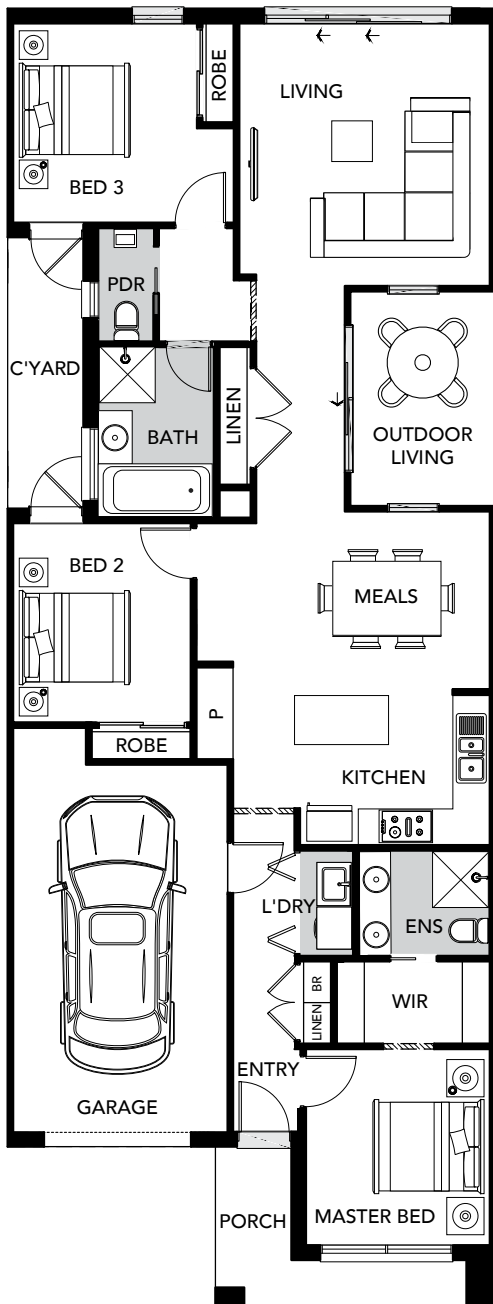 ROBE
LIVING
BED 3
PDR
C'YARD
BATH
LINEN
OUTDOOR
LIVING
BED 2
MEALS
P
ROBE
KITCHEN
L'DRY
ENS
BR
LINEN
WIR
ENTRY
GARAGE
PORCH
MASTER BED